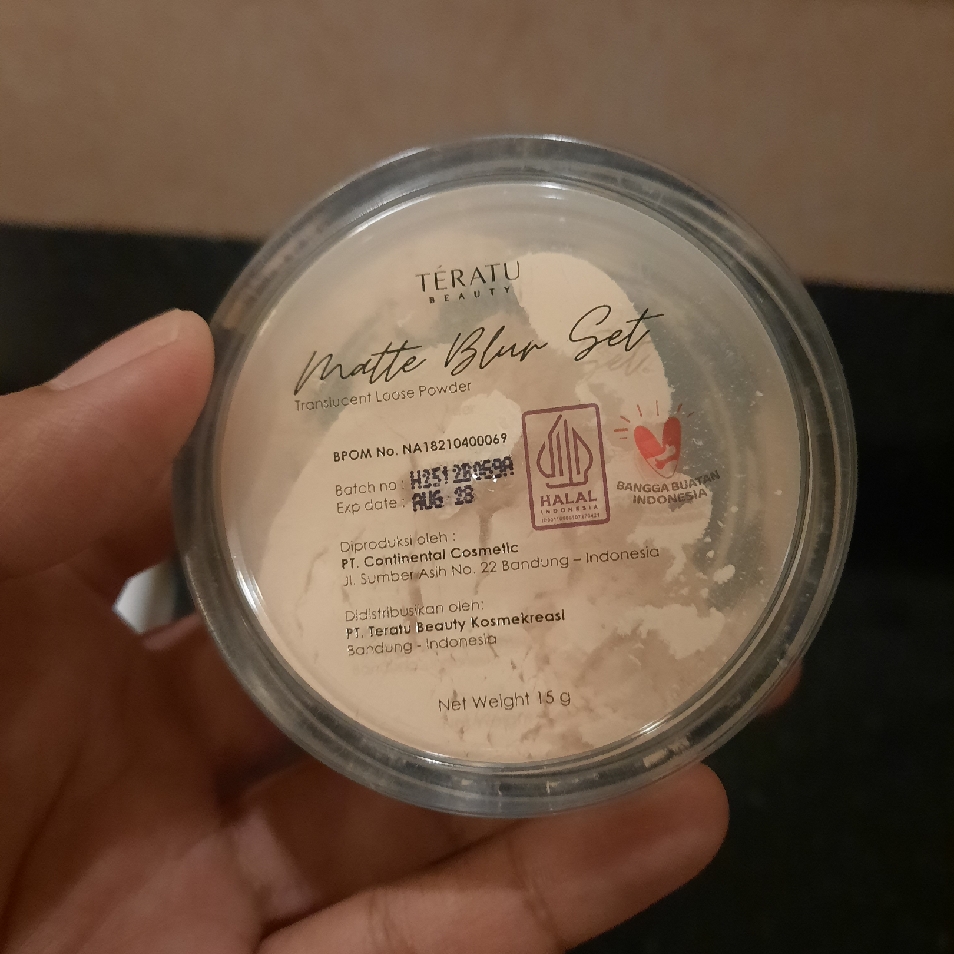 TÉRATU
BEAUTY
Matte Blur Set
Translucent Loose Powder
BPOM No. NA18210400069
Batch no :
Exp date : AUG 28
HALAL
INDONESIA
BANGGA BUATAN
INDONESIA
Diproduksi oleh :
PT. Continental Cosmetic
Jl. Sumber Asih No. 22 Bandung – Indonesia
Didistribusikan oleh:
PT. Teratu Beauty Kosmekreasi
Bandung - Indonesia
Net Weight 15 g